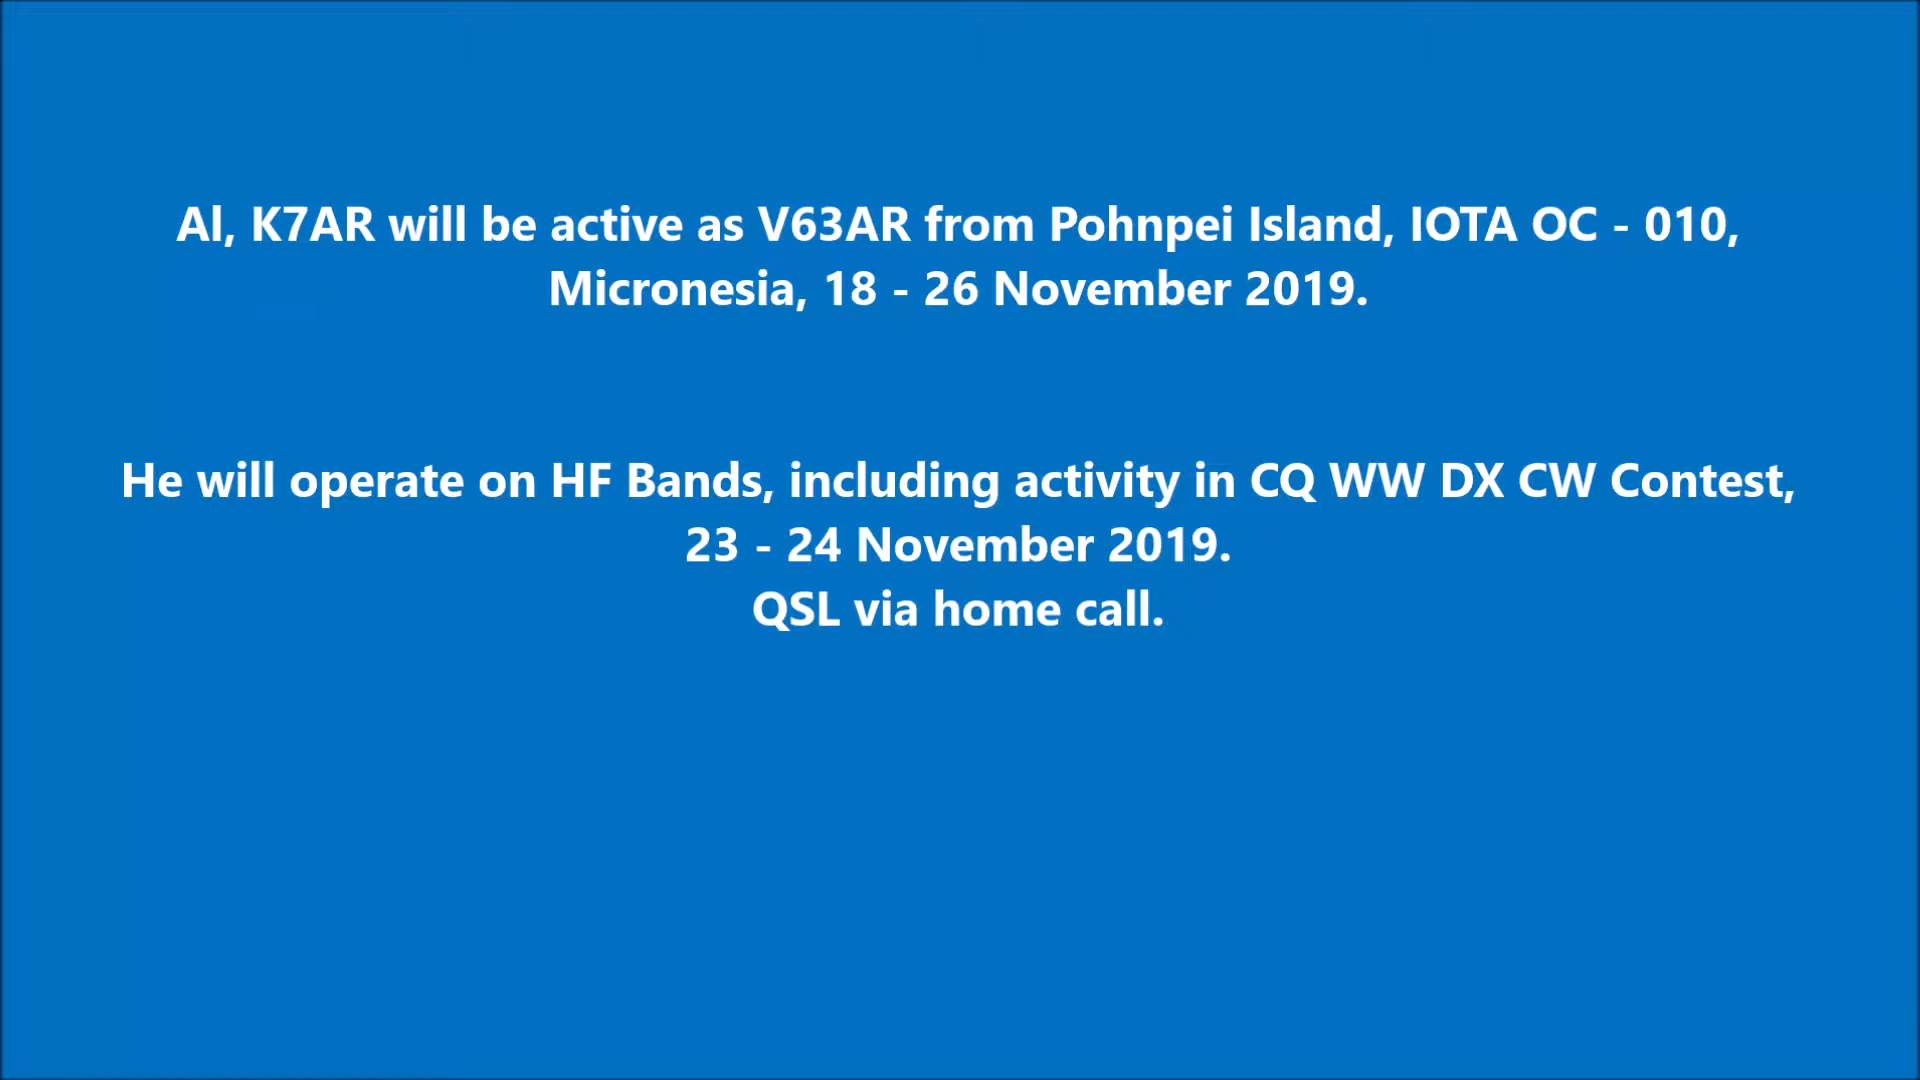 Al, K7AR will be active as V63AR from Pohnpei Island, IOTA OC - 010,
Micronesia, 18 - 26 November 2019.
He will operate on HF Bands, including activity in CQ WW DX CW Contest,
23 - 24 November 2019.
QSL via home call.